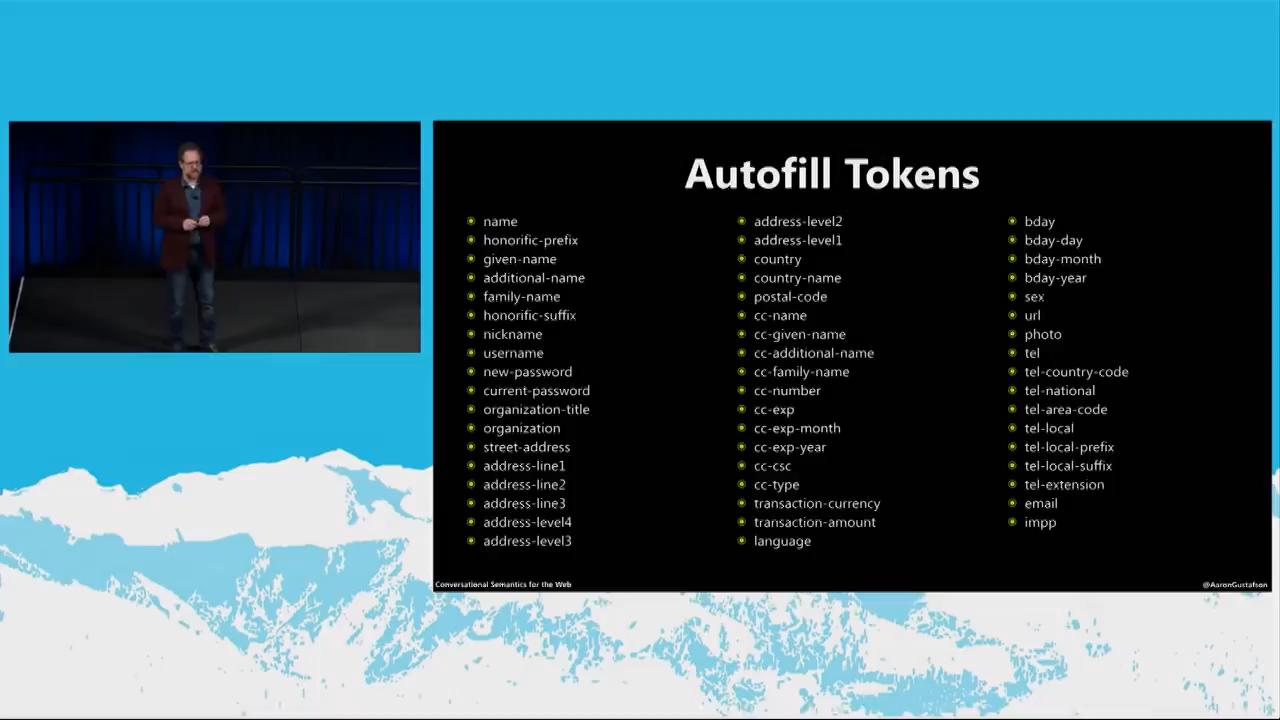 Autofill Tokens
name
honorific-prefix
given-name
additional-name
family-name
honorific-suffix
nickname
username
new-password
current-password
organization-title
organization
street-address
address-line1
address-line2
address-line3
address-level4
address-level3
address-level2
address-level1
country
country-name
postal-code
cc-name
cc-given-name
cc-additional-name
cc-family-name
cc-number
cc-exp
cc-exp-month
cc-exp-year
cc-csc
cc-type
transaction-currency
transaction-amount
language
bday
bday-day
bday-month
bday-year
sex
url
photo
tel
tel-country-code
tel-national
tel-area-code
tel-local
tel-local-prefix
tel-local-suffix
tel-extension
email
impp
Conversational Semantics for the Web
@AaronGustafson